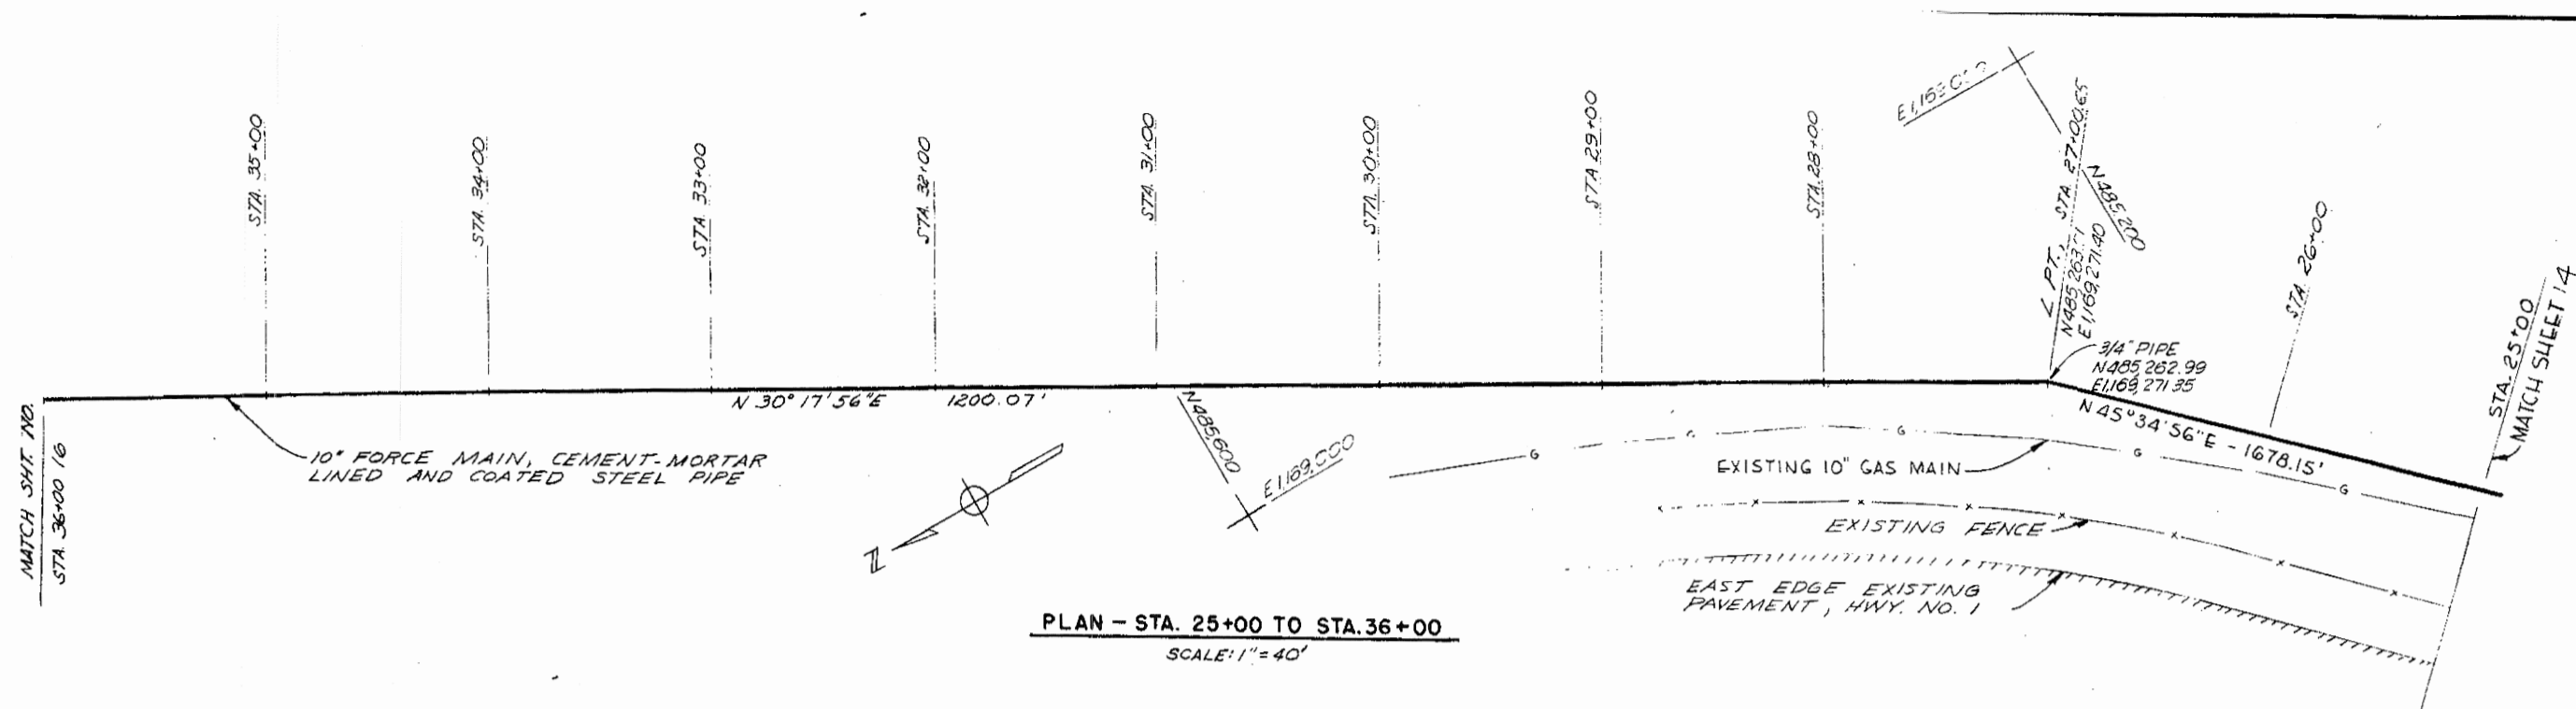 STA. 35+00
STA. 34+00
STA. 33+00
STA. 32+00
STA. 31+00
STA. 30+00
STA 29+00
STA. 28+00
∠ PT., STA. 27+00.65
E1,169,271.40
N485,200
STA. 26+00
STA. 25+00
MATCH SHEET 14
3/4" PIPE
N485,262.99
E1,169,271.35
N 45° 34' 56" E - 1678.15'
N 30° 17' 56" E 1200.07'
MATCH SHT. NO.
STA. 36+00 16
10" FORCE MAIN, CEMENT-MORTAR
LINED AND COATED STEEL PIPE
N485,600
E1,169,000
N
G
G
G
G
G
EXISTING 10" GAS MAIN
EXISTING FENCE
EAST EDGE EXISTING
PAVEMENT, HWY. NO. 1
PLAN - STA. 25+00 TO STA. 36+00
SCALE: 1" = 40'